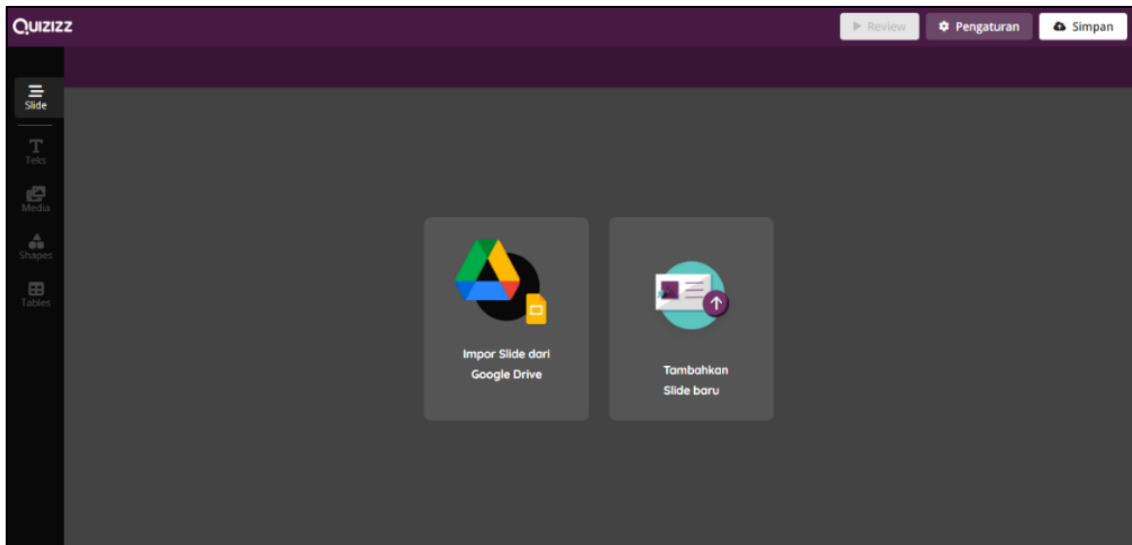 Quizizz
Review
Pengaturan
Simpan
Slide
Teks
Media
Shapes
Tables
Impor Slide dari
Google Drive
Tambahkan
Slide baru